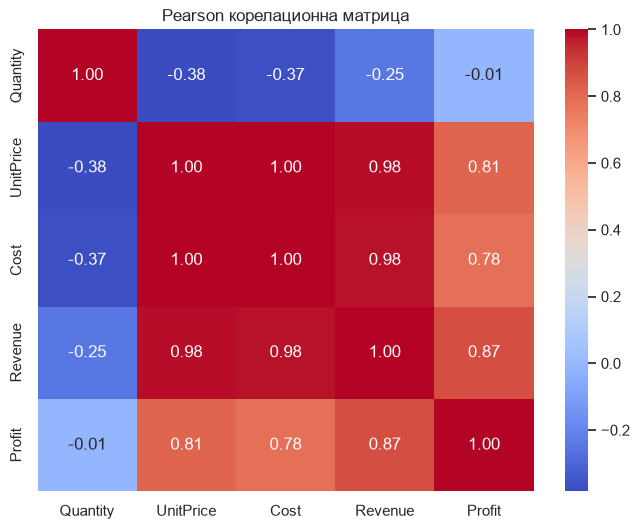 Pearson корелационна матрица
Quantity 1.00 -0.38 -0.37 -0.25 -0.01
UnitPrice -0.38 1.00 1.00 0.98 0.81
Cost -0.37 1.00 1.00 0.98 0.78
Revenue -0.25 0.98 0.98 1.00 0.87
Profit -0.01 0.81 0.78 0.87 1.00
Quantity UnitPrice Cost Revenue Profit
1.0
0.8
0.6
0.4
0.2
0.0
−0.2